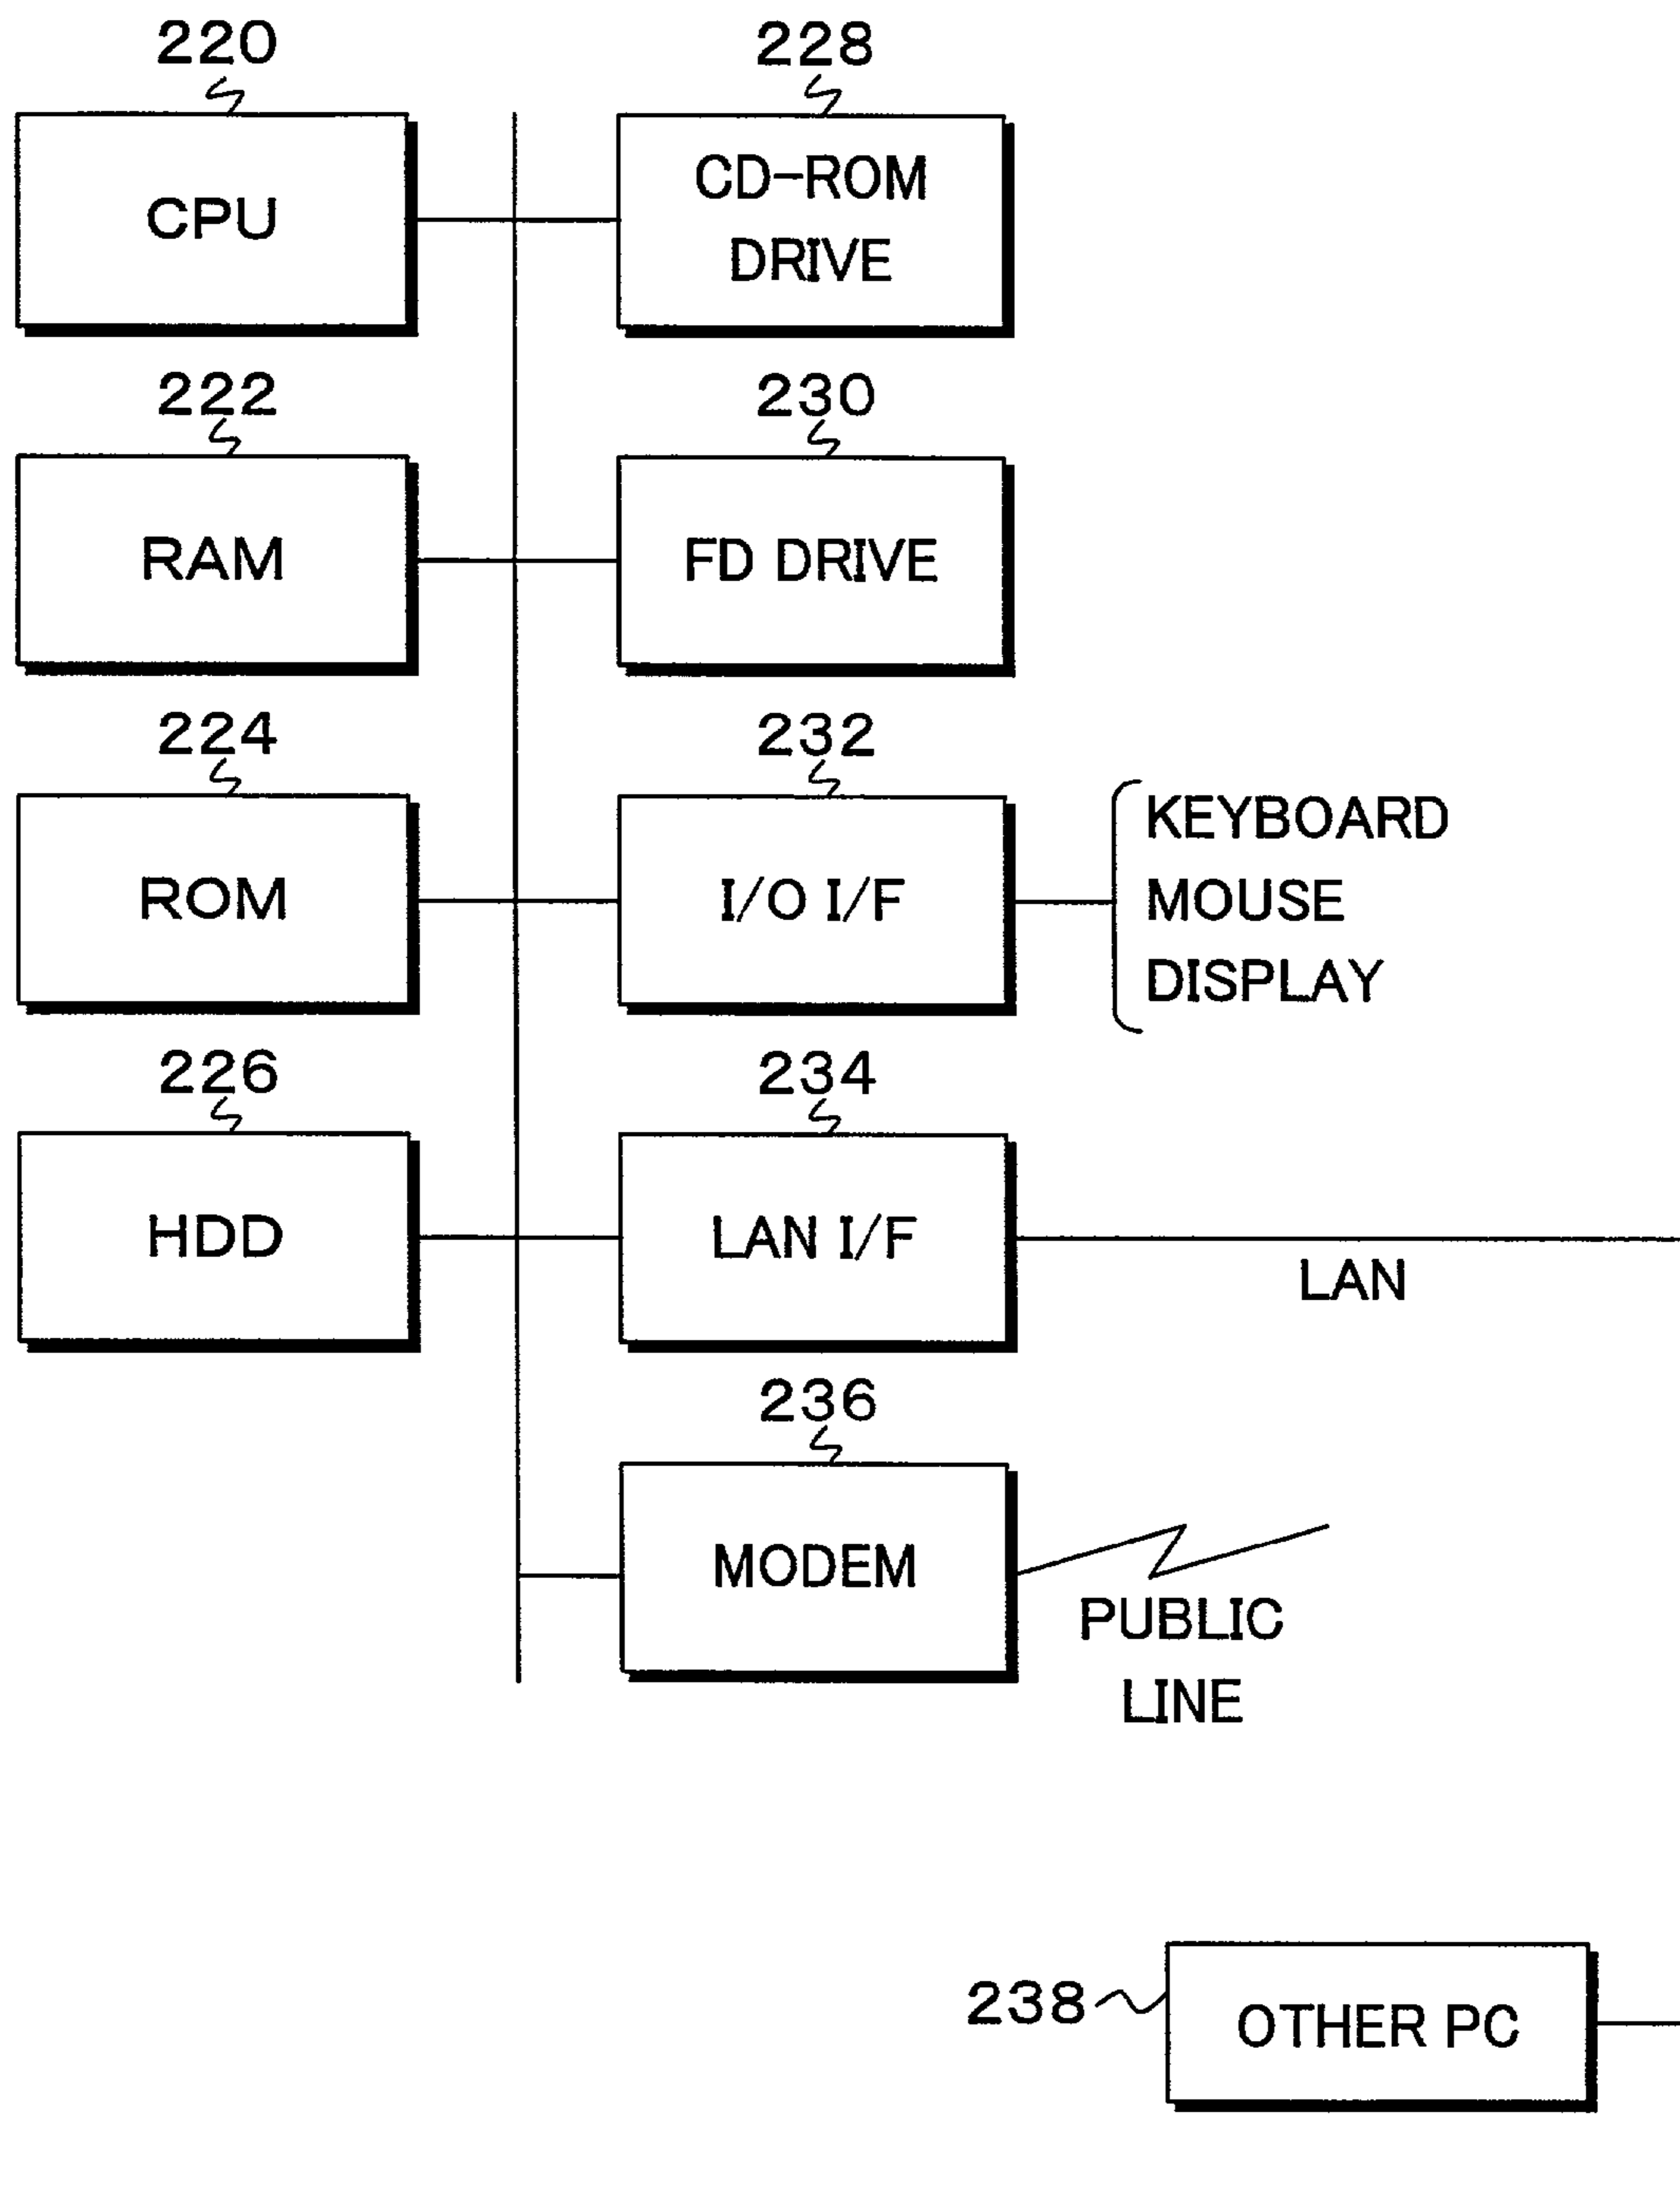 220
228
CPU
CD-ROM
DRIVE
222
230
RAM
FD DRIVE
224
232
ROM
I/O I/F
KEYBOARD
MOUSE
DISPLAY
226
234
HDD
LAN I/F
LAN
236
MODEM
PUBLIC
LINE
238
OTHER PC